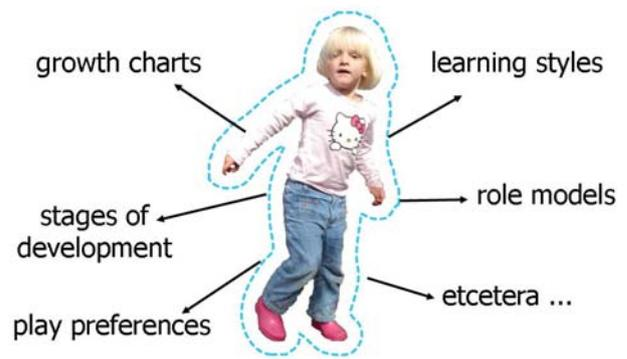 growth charts
learning styles
role models
stages of
development
etcetera ...
play preferences